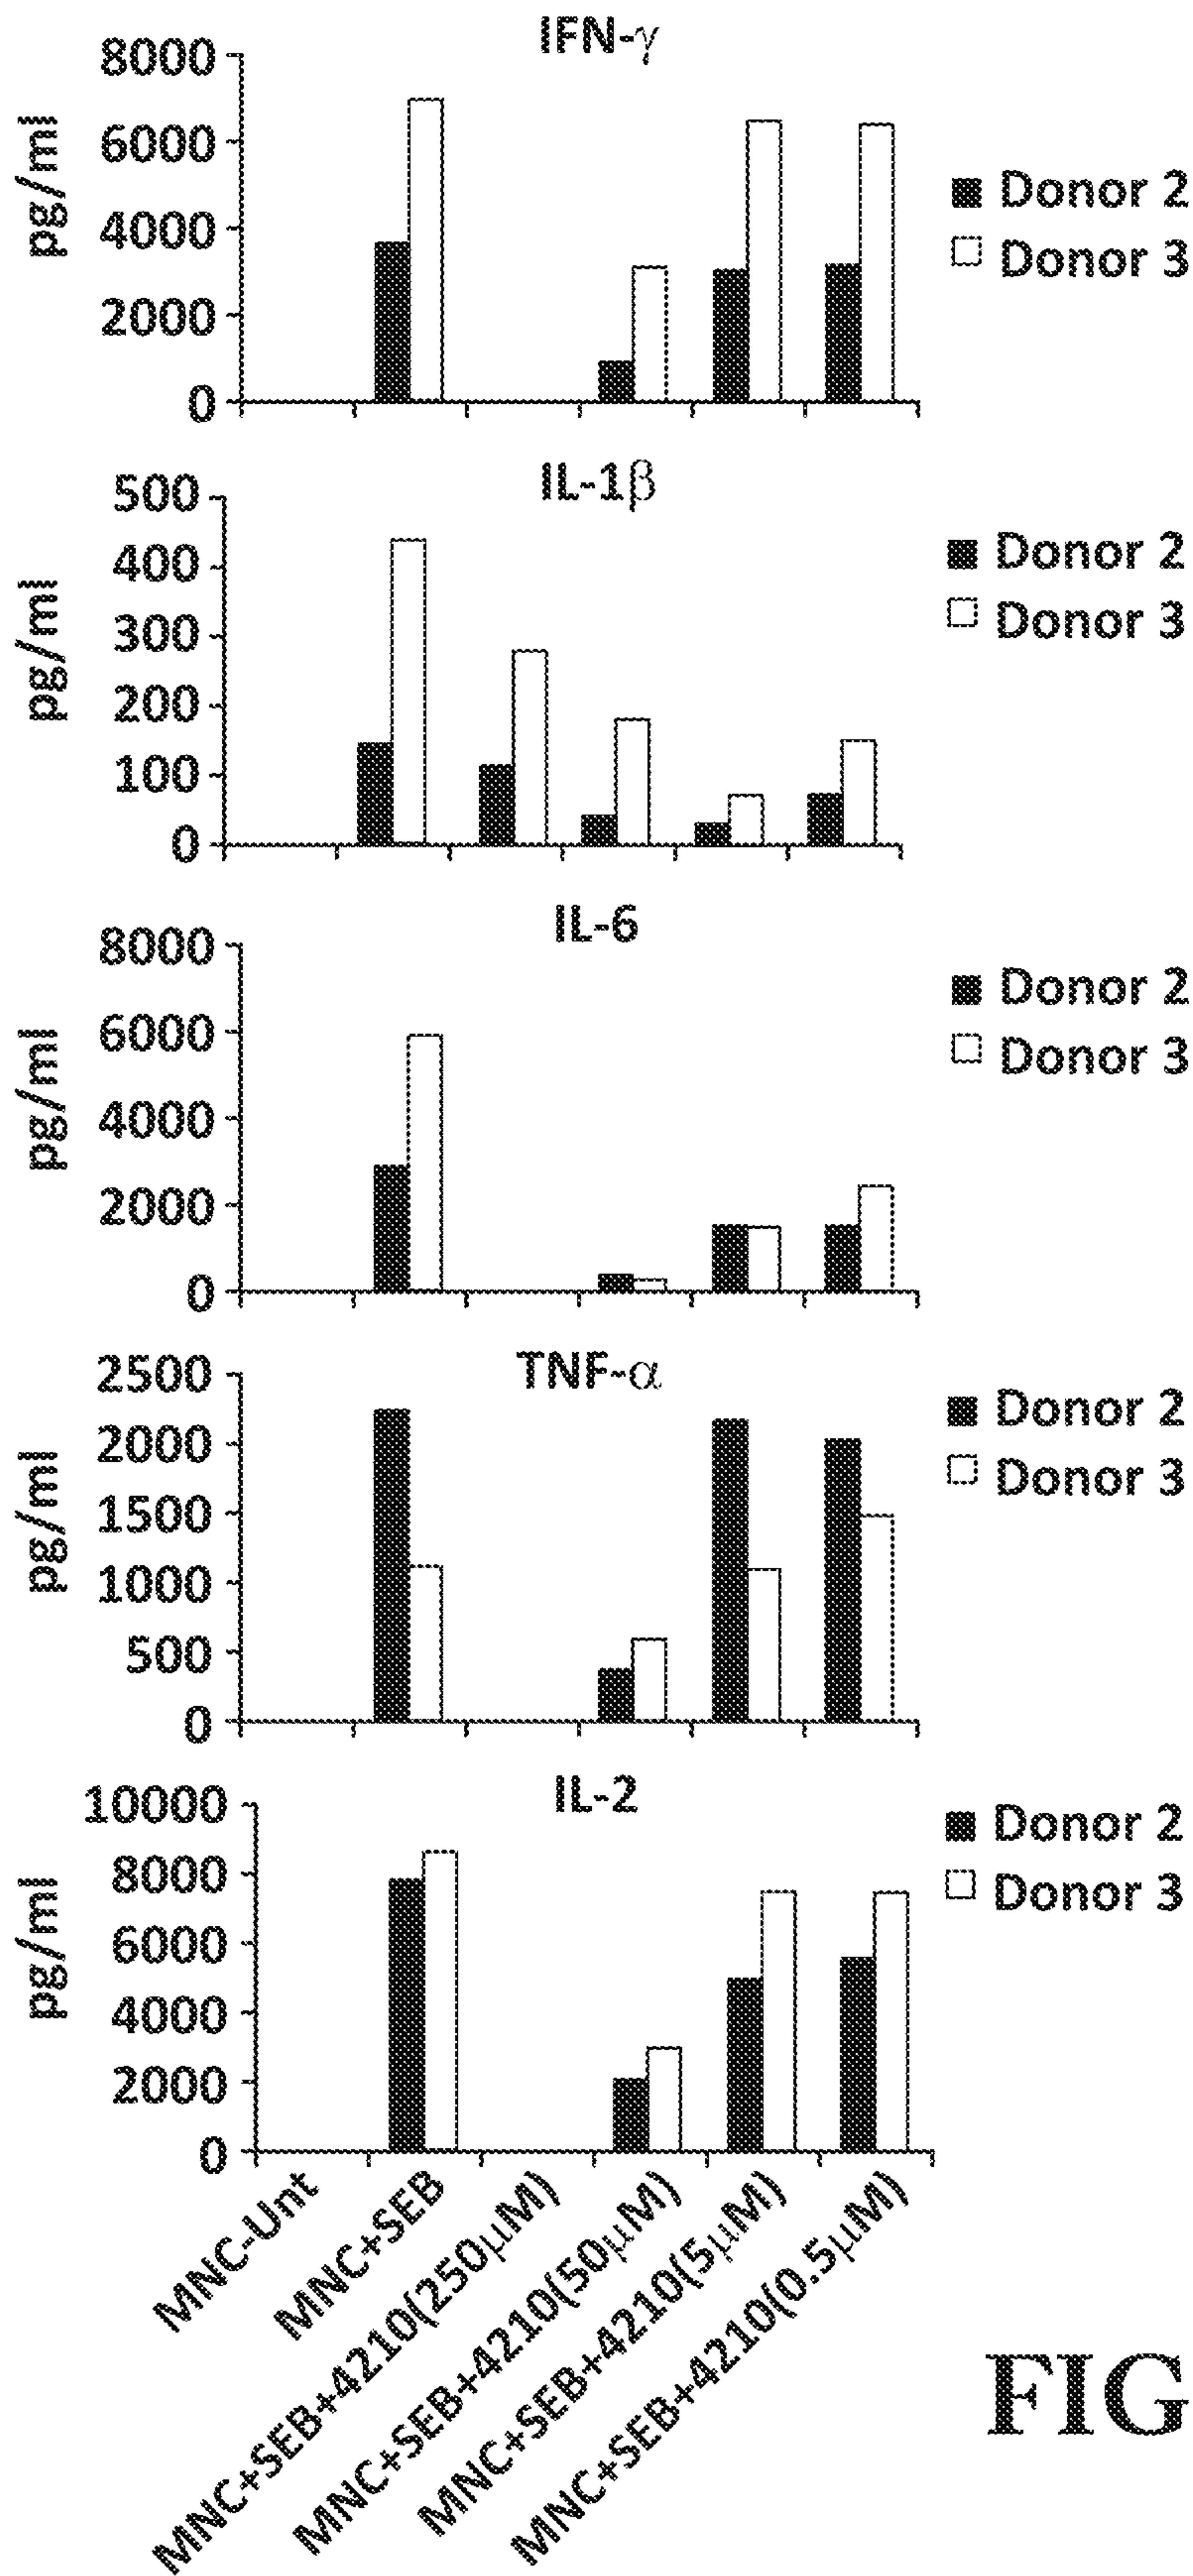 IFN-γ
8000
6000
4000
2000
0
pg/ml
Donor 2
Donor 3
IL-1β
500
400
300
200
100
0
pg/ml
Donor 2
Donor 3
IL-6
8000
6000
4000
2000
0
pg/ml
Donor 2
Donor 3
TNF-α
2500
2000
1500
1000
500
0
pg/ml
Donor 2
Donor 3
IL-2
10000
8000
6000
4000
2000
0
pg/ml
Donor 2
Donor 3
MNC-Unt
MNC+SEB
MNC+SEB+4210(250μM)
MNC+SEB+4210(50μM)
MNC+SEB+4210(5μM)
MNC+SEB+4210(0.5μM)
FIG